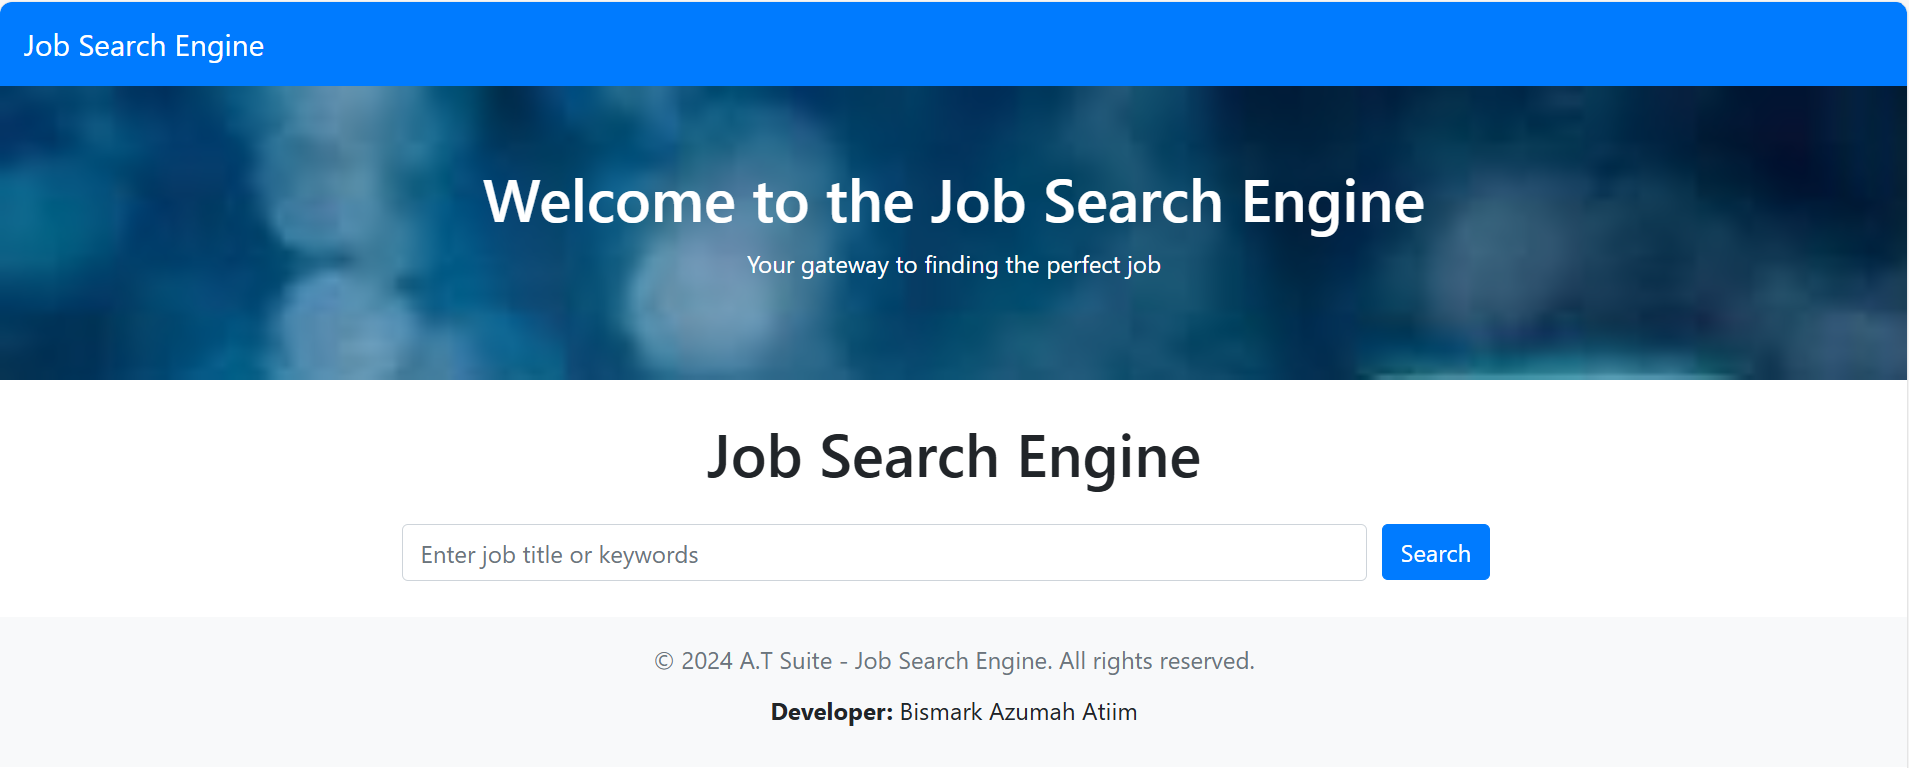 Job Search Engine
Welcome to the Job Search Engine
Your gateway to finding the perfect job
Job Search Engine
Enter job title or keywords
Search
© 2024 A.T Suite - Job Search Engine. All rights reserved.
Developer: Bismark Azumah Atiim